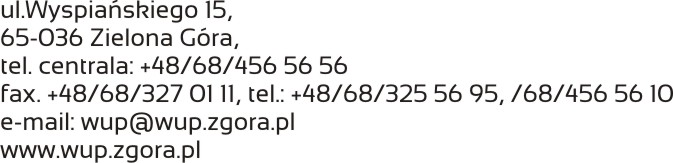 ul.Wyspiańskiego 15,
65-036 Zielona Góra,
tel. centrala: +48/68/456 56 56
fax. +48/68/327 01 11, tel.: +48/68/325 56 95, /68/456 56 10
e-mail: wup@wup.zgora.pl
www.wup.zgora.pl